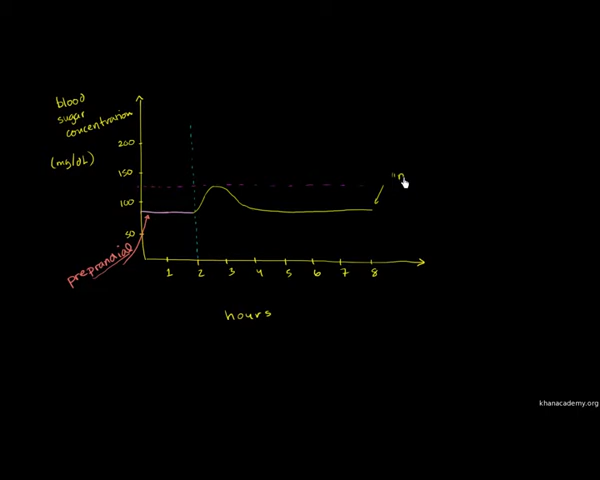 blood
sugar
concentration
(mg/dL)
200
150
100
50
preprandial
"n
1 2 3 4 5 6 7 8
hours
khanacademy.org